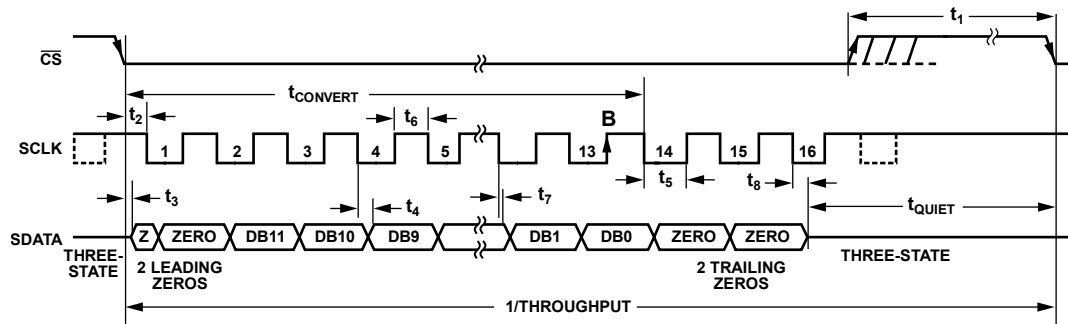 t1
CS
tCONVERT
t2
t6
B
SCLK
1 2 3 4 5 13 14 15 16
t3
t4
t7
t5
t8
tQUIET
SDATA
Z ZERO DB11 DB10 DB9 DB1 DB0 ZERO ZERO
THREE-
STATE
2 LEADING
ZEROS
2 TRAILING
ZEROS
THREE-STATE
1/THROUGHPUT